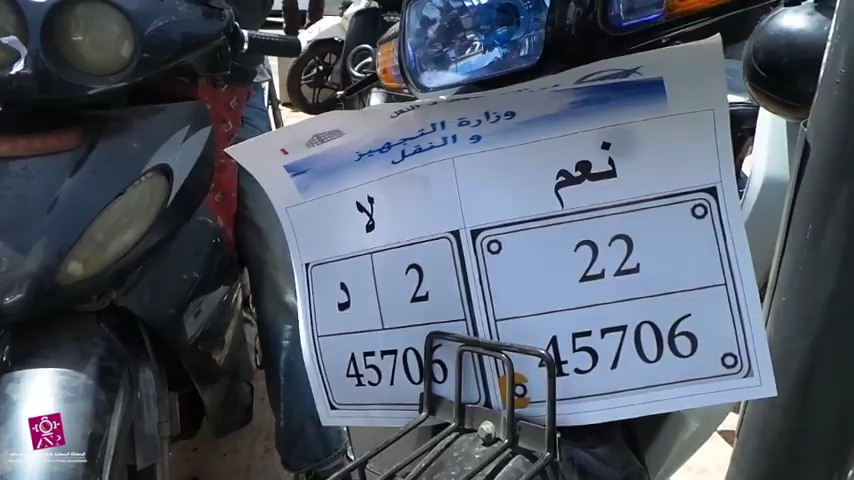 وزارة التجهيز
و النقل
نعم
لا
22
45706
2
د
45706